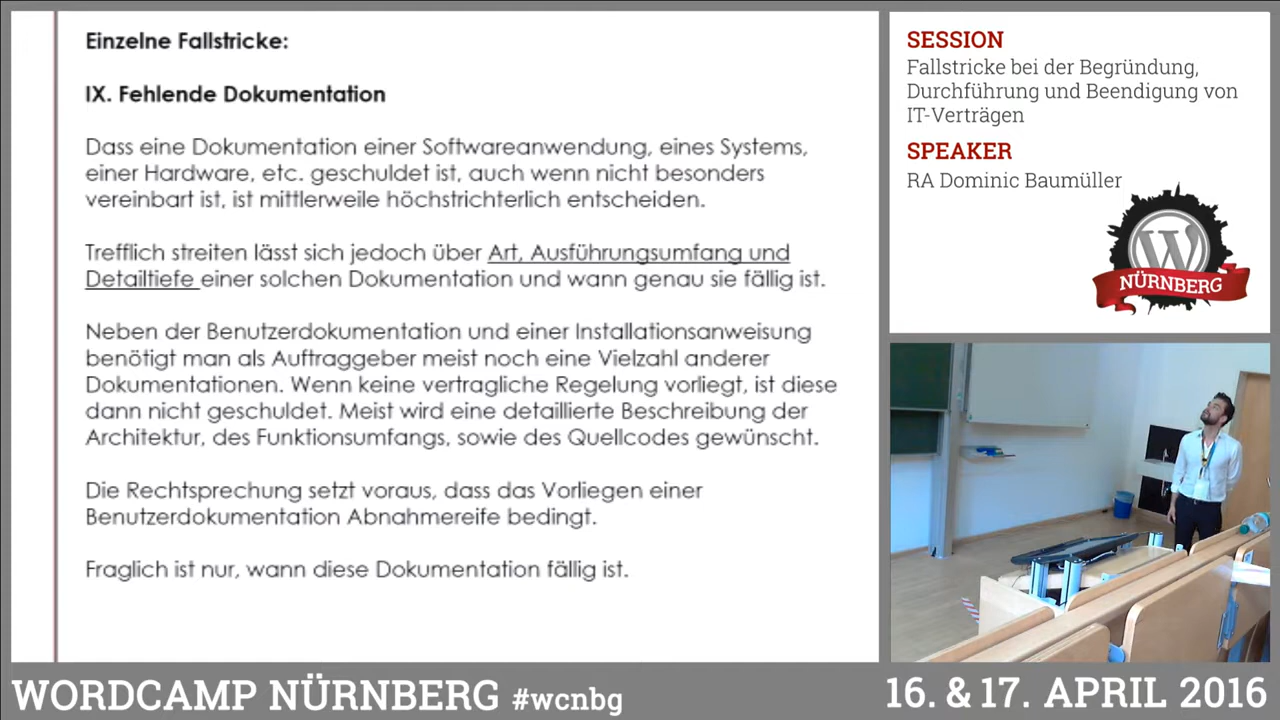 Einzelne Fallstricke:
IX. Fehlende Dokumentation
Dass eine Dokumentation einer Softwareanwendung, eines Systems,
einer Hardware, etc. geschuldet ist, auch wenn nicht besonders
vereinbart ist, ist mittlerweile höchstrichterlich entscheiden.
Trefflich streiten lässt sich jedoch über Art, Ausführungsumfang und
Detailtiefe einer solchen Dokumentation und wann genau sie fällig ist.
Neben der Benutzerdokumentation und einer Installationsanweisung
benötigt man als Auftraggeber meist noch eine Vielzahl anderer
Dokumentationen. Wenn keine vertragliche Regelung vorliegt, ist diese
dann nicht geschuldet. Meist wird eine detaillierte Beschreibung der
Architektur, des Funktionsumfangs, sowie des Quellcodes gewünscht.
Die Rechtsprechung setzt voraus, dass das Vorliegen einer
Benutzerdokumentation Abnahmereife bedingt.
Fraglich ist nur, wann diese Dokumentation fällig ist.
SESSION
Fallstricke bei der Begründung,
Durchführung und Beendigung von
IT-Verträgen
SPEAKER
RA Dominic Baumüller
W
NÜRNBERG
WORDCAMP NÜRNBERG #wcnbg
16. & 17. APRIL 2016